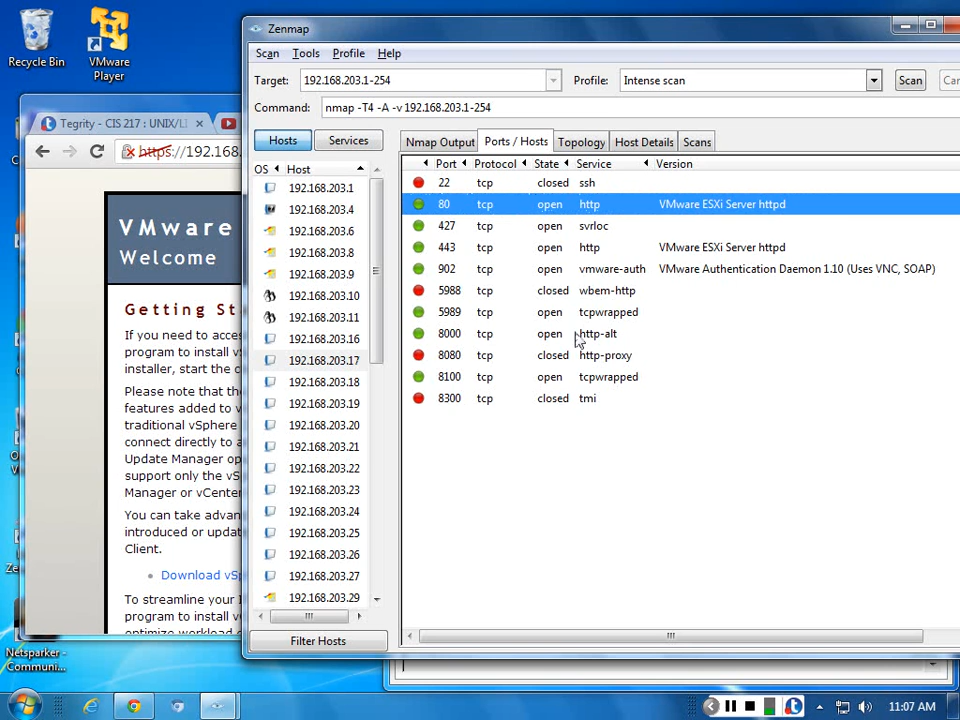 Recycle Bin
VMware
Player
Zenmap
Scan Tools Profile Help
Target: 192.168.203.1-254 Profile: Intense scan Scan
Command: nmap -T4 -A -v 192.168.203.1-254
Hosts Services Nmap Output Ports / Hosts Topology Host Details Scans
OS Host
192.168.203.1
192.168.203.4
192.168.203.6
192.168.203.8
192.168.203.9
192.168.203.10
192.168.203.11
192.168.203.16
192.168.203.17
192.168.203.18
192.168.203.19
192.168.203.20
192.168.203.21
192.168.203.22
192.168.203.23
192.168.203.24
192.168.203.25
192.168.203.26
192.168.203.27
192.168.203.29
Filter Hosts
Port Protocol State Service Version
22 tcp closed ssh
80 tcp open http VMware ESXi Server httpd
427 tcp open svrloc
443 tcp open http VMware ESXi Server httpd
902 tcp open vmware-auth VMware Authentication Daemon 1.10 (Uses VNC, SOAP)
5988 tcp closed wbem-http
5989 tcp open tcpwrapped
8000 tcp open http-alt
8080 tcp closed http-proxy
8100 tcp open tcpwrapped
8300 tcp closed tmi
Tegrity - CIS 217 : UNIX/LI
https://192.168.
VMware
Welcome
Getting St
If you need to acces
program to install vS
installer, start the d
Please note that the
features added to v
traditional vSphere
connect directly to a
Update Manager op
support only the vS
Manager or vCenter
You can take advan
introduced or updat
Client.
Download vSp
To streamline your I
program to install v
optimize workload
Netsparker -
Communi...
11:07 AM